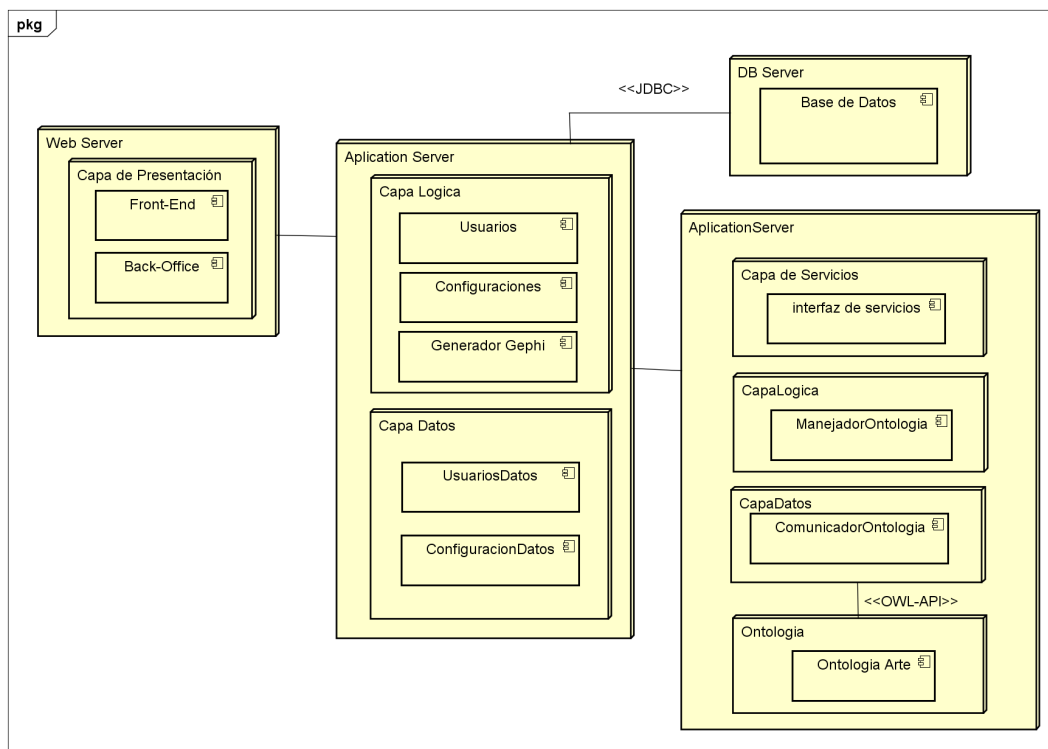 pkg
Web Server
Capa de Presentación
Front-End
Back-Office
Aplication Server
Capa Logica
Usuarios
Configuraciones
Generador Gephi
Capa Datos
UsuariosDatos
ConfiguracionDatos
<<JDBC>>
DB Server
Base de Datos
AplicationServer
Capa de Servicios
interfaz de servicios
CapaLogica
ManejadorOntologia
CapaDatos
ComunicadorOntologia
<<OWL-API>>
Ontologia
Ontologia Arte